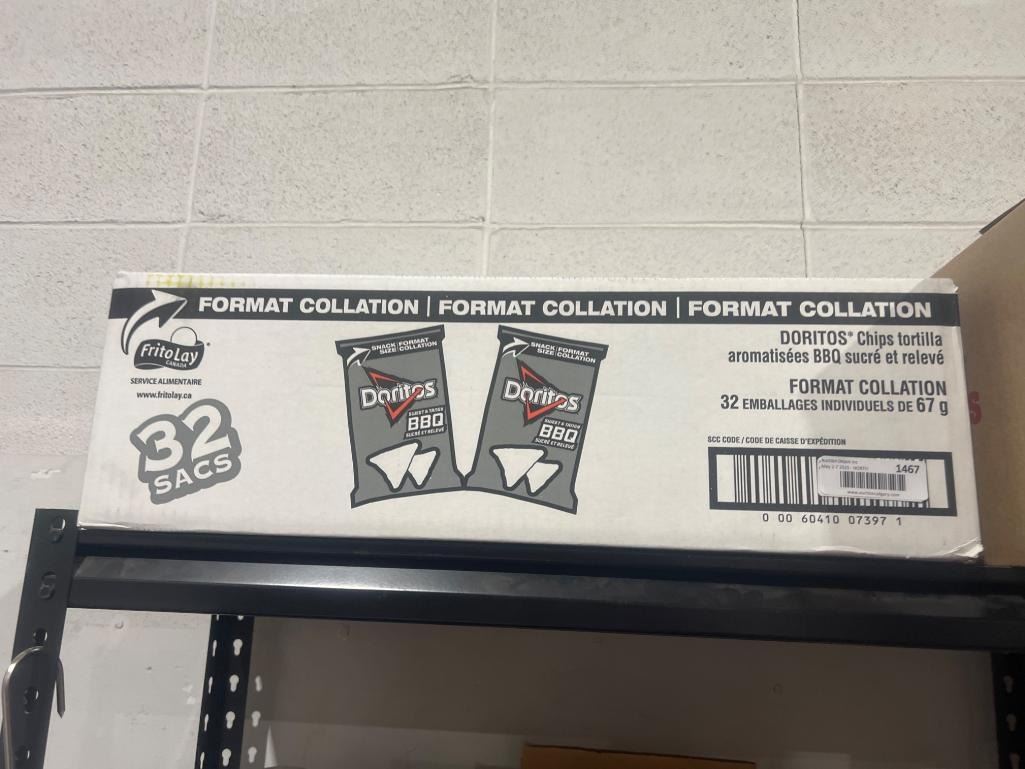 FORMAT COLLATION | FORMAT COLLATION | FORMAT COLLATION
FritoLay
CANADA
SERVICE ALIMENTAIRE
www.fritolay.ca
32
SACS
SNACK FORMAT
SIZE COLLATION
Doritos
SWEET & TANGY
BBQ
SUCRÉ ET RELEVÉ
SNACK FORMAT
SIZE COLLATION
Doritos
SWEET & TANGY
BBQ
SUCRÉ ET RELEVÉ
DORITOS* Chips tortilla
aromatisées BBQ sucré et relevé
FORMAT COLLATION
32 EMBALLAGES INDIVIDUELS DE 67 g
SCC CODE / CODE DE CAISSE D'EXPÉDITION
1467
0 00 60410 07397 1